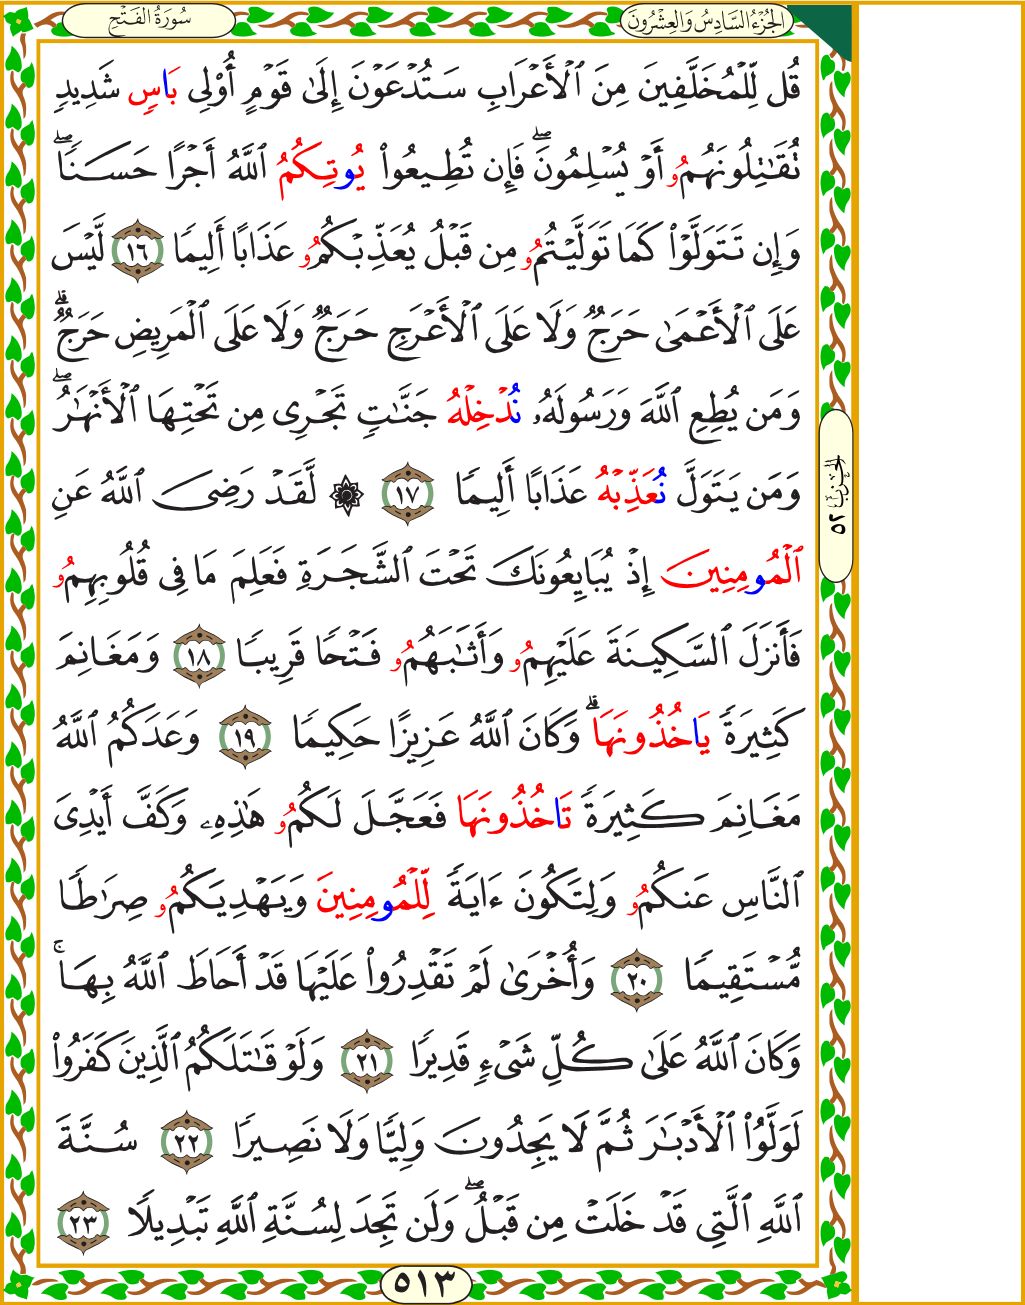 الجُزْءُ السَّادِسُ وَالعِشْرُونَ
سُورَةُ الفَتْحِ
قُل لِّلْمُخَلَّفِينَ مِنَ ٱلْأَعْرَابِ سَتُدْعَوْنَ إِلَىٰ قَوْمٍ أُوْلِى بَاسٍ شَدِيدٍ
تُقَٰتِلُونَهُمُۥ أَوْ يُسْلِمُونَۖ فَإِن تُطِيعُواْ يُوتِكُمُ ٱللَّهُ أَجْرًا حَسَنًاۖ
وَإِن تَتَوَلَّوْاْ كَمَا تَوَلَّيْتُمُۥ مِن قَبْلُ يُعَذِّبْكُمُۥ عَذَابًا أَلِيمًا ١٦ لَّيْسَ
عَلَى ٱلْأَعْمَىٰ حَرَجٌ وَلَا عَلَى ٱلْأَعْرَجِ حَرَجٌ وَلَا عَلَى ٱلْمَرِيضِ حَرَجٌۗ
وَمَن يُطِعِ ٱللَّهَ وَرَسُولَهُۥ نُدْخِلْهُ جَنَّٰتٍ تَجْرِى مِن تَحْتِهَا ٱلْأَنْهَٰرُۖ
وَمَن يَتَوَلَّ نُعَذِّبْهُ عَذَابًا أَلِيمًا ١٧ ۞ لَّقَدْ رَضِىَ ٱللَّهُ عَنِ
ٱلْمُومِنِينَ إِذْ يُبَايِعُونَكَ تَحْتَ ٱلشَّجَرَةِ فَعَلِمَ مَا فِى قُلُوبِهِمُۥ
فَأَنزَلَ ٱلسَّكِينَةَ عَلَيْهِمُۥ وَأَثَٰبَهُمُۥ فَتْحًا قَرِيبًا ١٨ وَمَغَانِمَ
كَثِيرَةً يَاخُذُونَهَاۗ وَكَانَ ٱللَّهُ عَزِيزًا حَكِيمًا ١٩ وَعَدَكُمُ ٱللَّهُ
مَغَانِمَ كَثِيرَةً تَاخُذُونَهَا فَعَجَّلَ لَكُمُۥ هَٰذِهِۦ وَكَفَّ أَيْدِىَ
ٱلنَّاسِ عَنكُمُۥ وَلِتَكُونَ ءَايَةً لِّلْمُومِنِينَ وَيَهْدِيَكُمُۥ صِرَٰطًا
مُّسْتَقِيمًا ٢٠ وَأُخْرَىٰ لَمْ تَقْدِرُواْ عَلَيْهَا قَدْ أَحَاطَ ٱللَّهُ بِهَاۚ
وَكَانَ ٱللَّهُ عَلَىٰ كُلِّ شَىْءٍ قَدِيرًا ٢١ وَلَوْ قَٰتَلَكُمُ ٱلَّذِينَ كَفَرُواْ
لَوَلَّوُاْ ٱلْأَدْبَٰرَ ثُمَّ لَا يَجِدُونَ وَلِيًّا وَلَا نَصِيرًا ٢٢ سُنَّةَ
ٱللَّهِ ٱلَّتِى قَدْ خَلَتْ مِن قَبْلُۖ وَلَن تَجِدَ لِسُنَّةِ ٱللَّهِ تَبْدِيلًا ٢٣
الحِزْبُ ٥٢
٥١٣